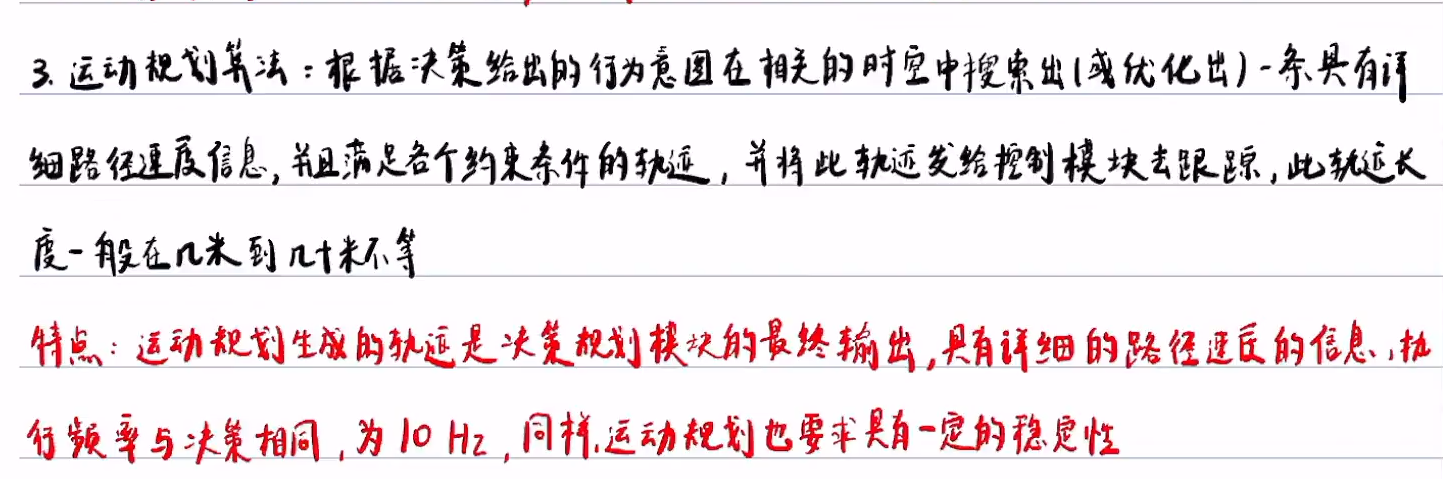 3. 运动规划算法：根据决策给出的行为意图在相关的时空中搜索出(或优化出)一条具有详
细路径速度信息,并且满足各个约束条件的轨迹,并将此轨迹发给控制模块去跟踪,此轨迹长
度一般在几米到几十米不等
特点：运动规划生成的轨迹是决策规划模块的最终输出,具有详细的路径速度的信息,执
行频率与决策相同,为10 Hz,同样,运动规划也要求具有一定的稳定性